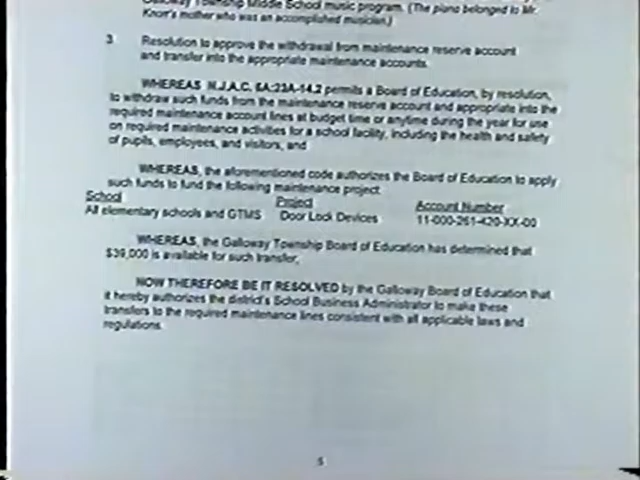 Galloway Township Middle School music program. (The piano belonged to Mr.
Knorr's mother who was an accomplished musician.)
3. Resolution to approve the withdrawal from maintenance reserve account
and transfer into the appropriate maintenance accounts.
WHEREAS N.J.A.C. 6A:23A-14.2 permits a Board of Education, by resolution,
to withdraw such funds from the maintenance reserve account and appropriate into the
required maintenance account lines at budget time or anytime during the year for use
on required maintenance activities for a school facility, including the health and safety
of pupils, employees, and visitors, and
WHEREAS, the aforementioned code authorizes the Board of Education to apply
such funds to fund the following maintenance project
School Project Account Number
All elementary schools and GTMS Door Lock Devices 11-000-261-420-XX-00
WHEREAS, the Galloway Township Board of Education has determined that
$39,000 is available for such transfer,
NOW THEREFORE BE IT RESOLVED by the Galloway Board of Education that
it hereby authorizes the district's School Business Administrator to make these
transfers to the required maintenance lines consistent with all applicable laws and
regulations.
5